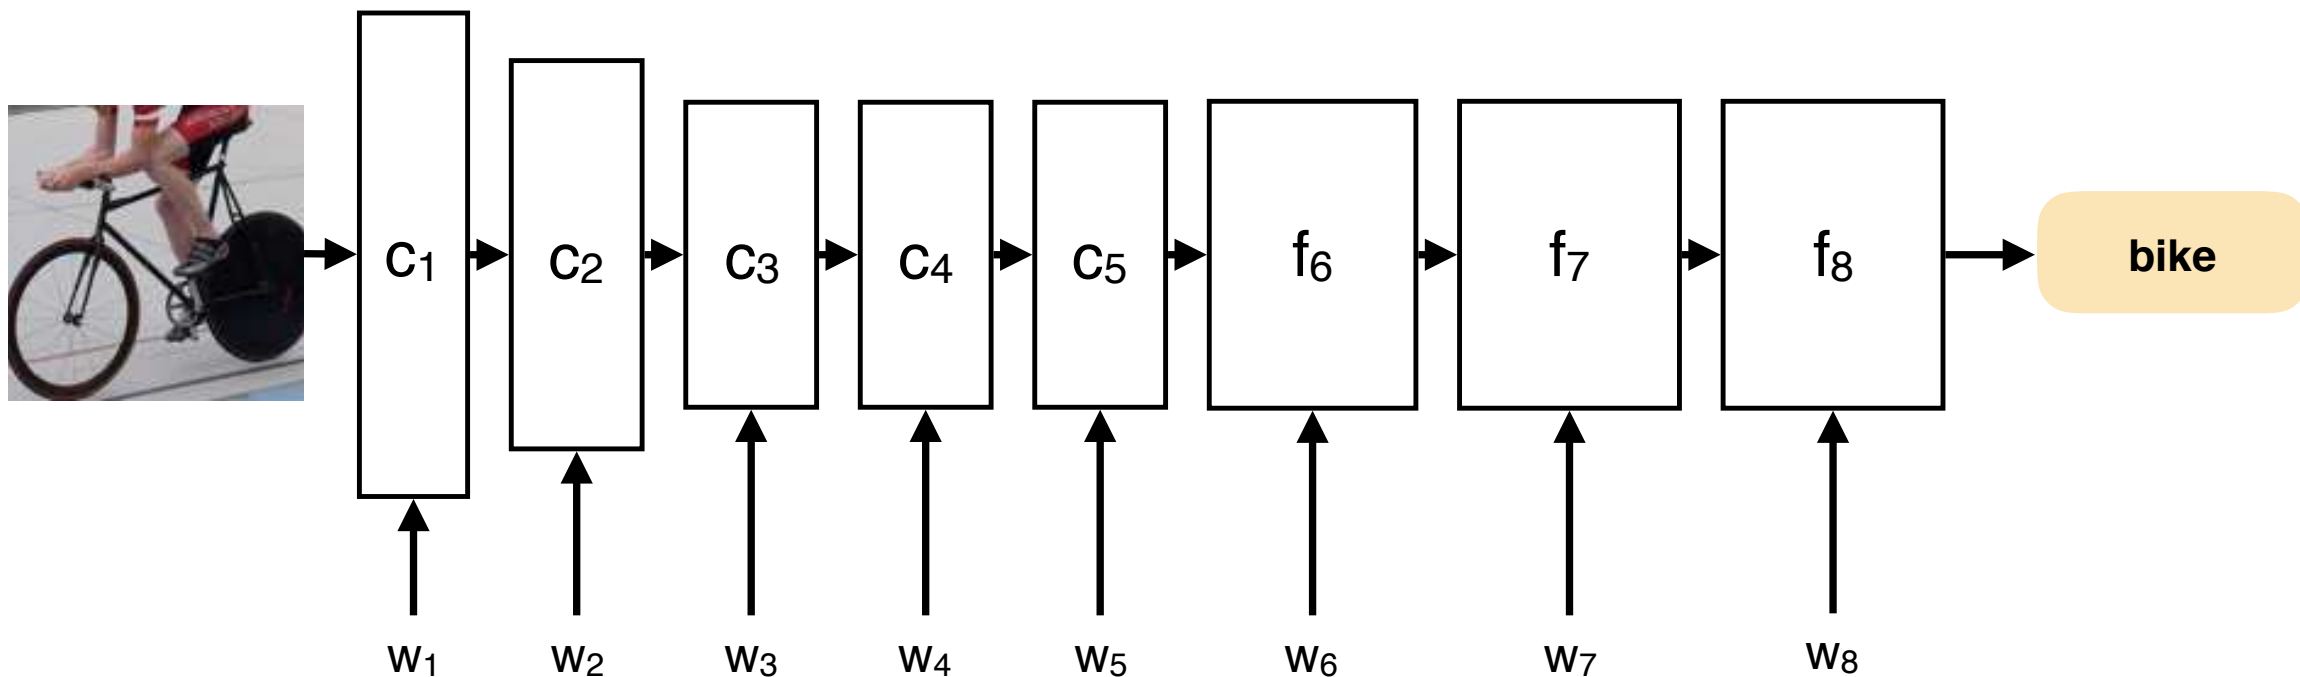 c₁ c₂ c₃ c₄ c₅ f₆ f₇ f₈ bike
w₁ w₂ w₃ w₄ w₅ w₆ w₇ w₈